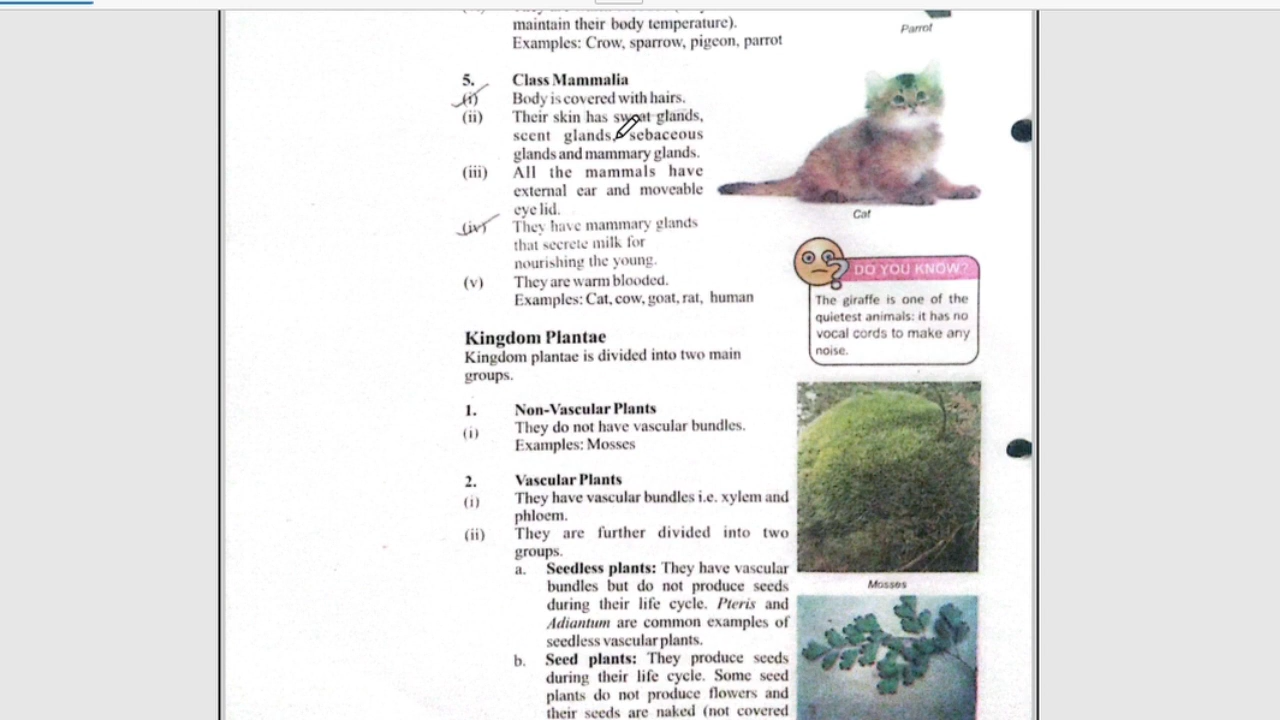 maintain their body temperature).
Examples: Crow, sparrow, pigeon, parrot
Parrot
5. Class Mammalia
(i) Body is covered with hairs.
(ii) Their skin has sweat glands,
scent glands, sebaceous
glands and mammary glands.
(iii) All the mammals have
external ear and moveable
eye lid.
(iv) They have mammary glands
that secrete milk for
nourishing the young.
(v) They are warm blooded.
Examples: Cat, cow, goat, rat, human
Cat
DO YOU KNOW?
The giraffe is one of the
quietest animals: it has no
vocal cords to make any
noise.
Kingdom Plantae
Kingdom plantae is divided into two main
groups.
1. Non-Vascular Plants
(i) They do not have vascular bundles.
Examples: Mosses
2. Vascular Plants
(i) They have vascular bundles i.e. xylem and
phloem.
(ii) They are further divided into two
groups.
a. Seedless plants: They have vascular
bundles but do not produce seeds
during their life cycle. Pteris and
Adiantum are common examples of
seedless vascular plants.
b. Seed plants: They produce seeds
during their life cycle. Some seed
plants do not produce flowers and
their seeds are naked (not covered
Mosses